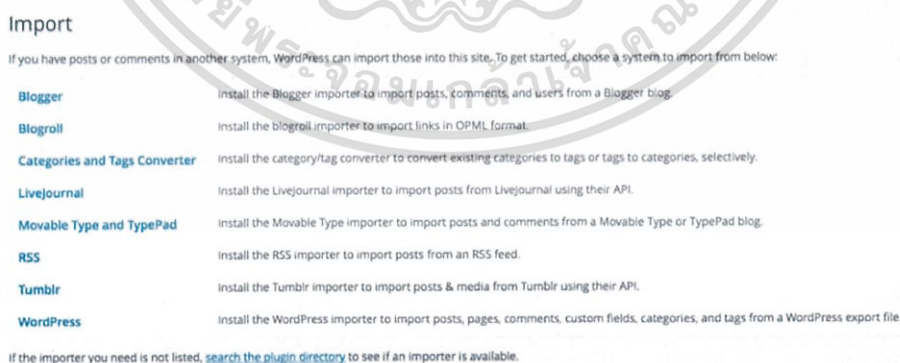 Import
If you have posts or comments in another system, WordPress can import those into this site. To get started, choose a system to import from below:
Blogger Install the Blogger importer to import posts, comments, and users from a Blogger blog.
Blogroll Install the blogroll importer to import links in OPML format.
Categories and Tags Converter Install the category/tag converter to convert existing categories to tags or tags to categories, selectively.
LiveJournal Install the LiveJournal importer to import posts from LiveJournal using their API.
Movable Type and TypePad Install the Movable Type importer to import posts and comments from a Movable Type or TypePad blog.
RSS Install the RSS importer to import posts from an RSS feed.
Tumblr Install the Tumblr importer to import posts & media from Tumblr using their API.
WordPress Install the WordPress importer to import posts, pages, comments, custom fields, categories, and tags from a WordPress export file
If the importer you need is not listed, search the plugin directory to see if an importer is available.